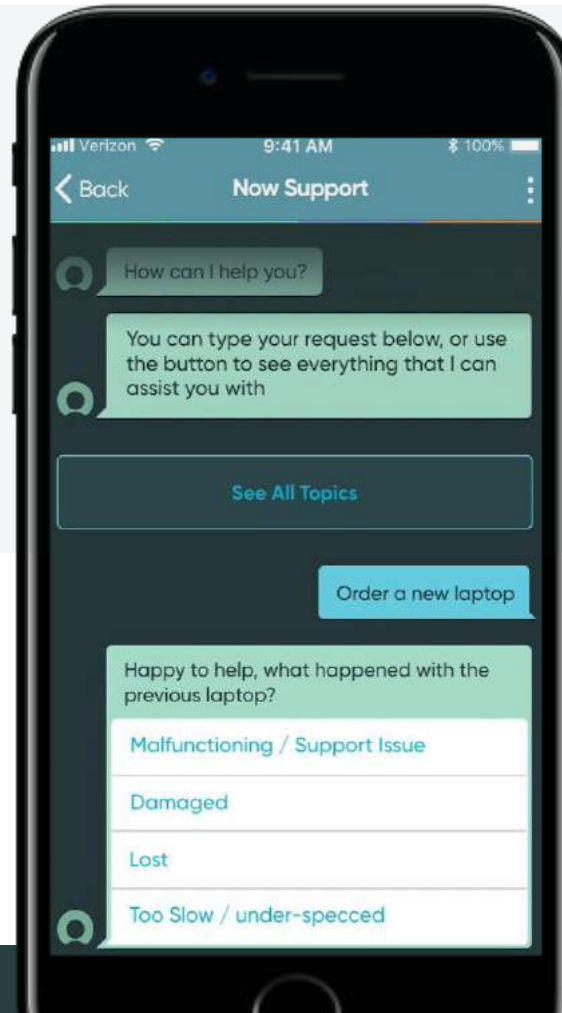 Verizon 9:41 AM 100%
Back Now Support
How can I help you?
You can type your request below, or use
the button to see everything that I can
assist you with
See All Topics
Order a new laptop
Happy to help, what happened with the
previous laptop?
Malfunctioning / Support Issue
Damaged
Lost
Too Slow / under-specced